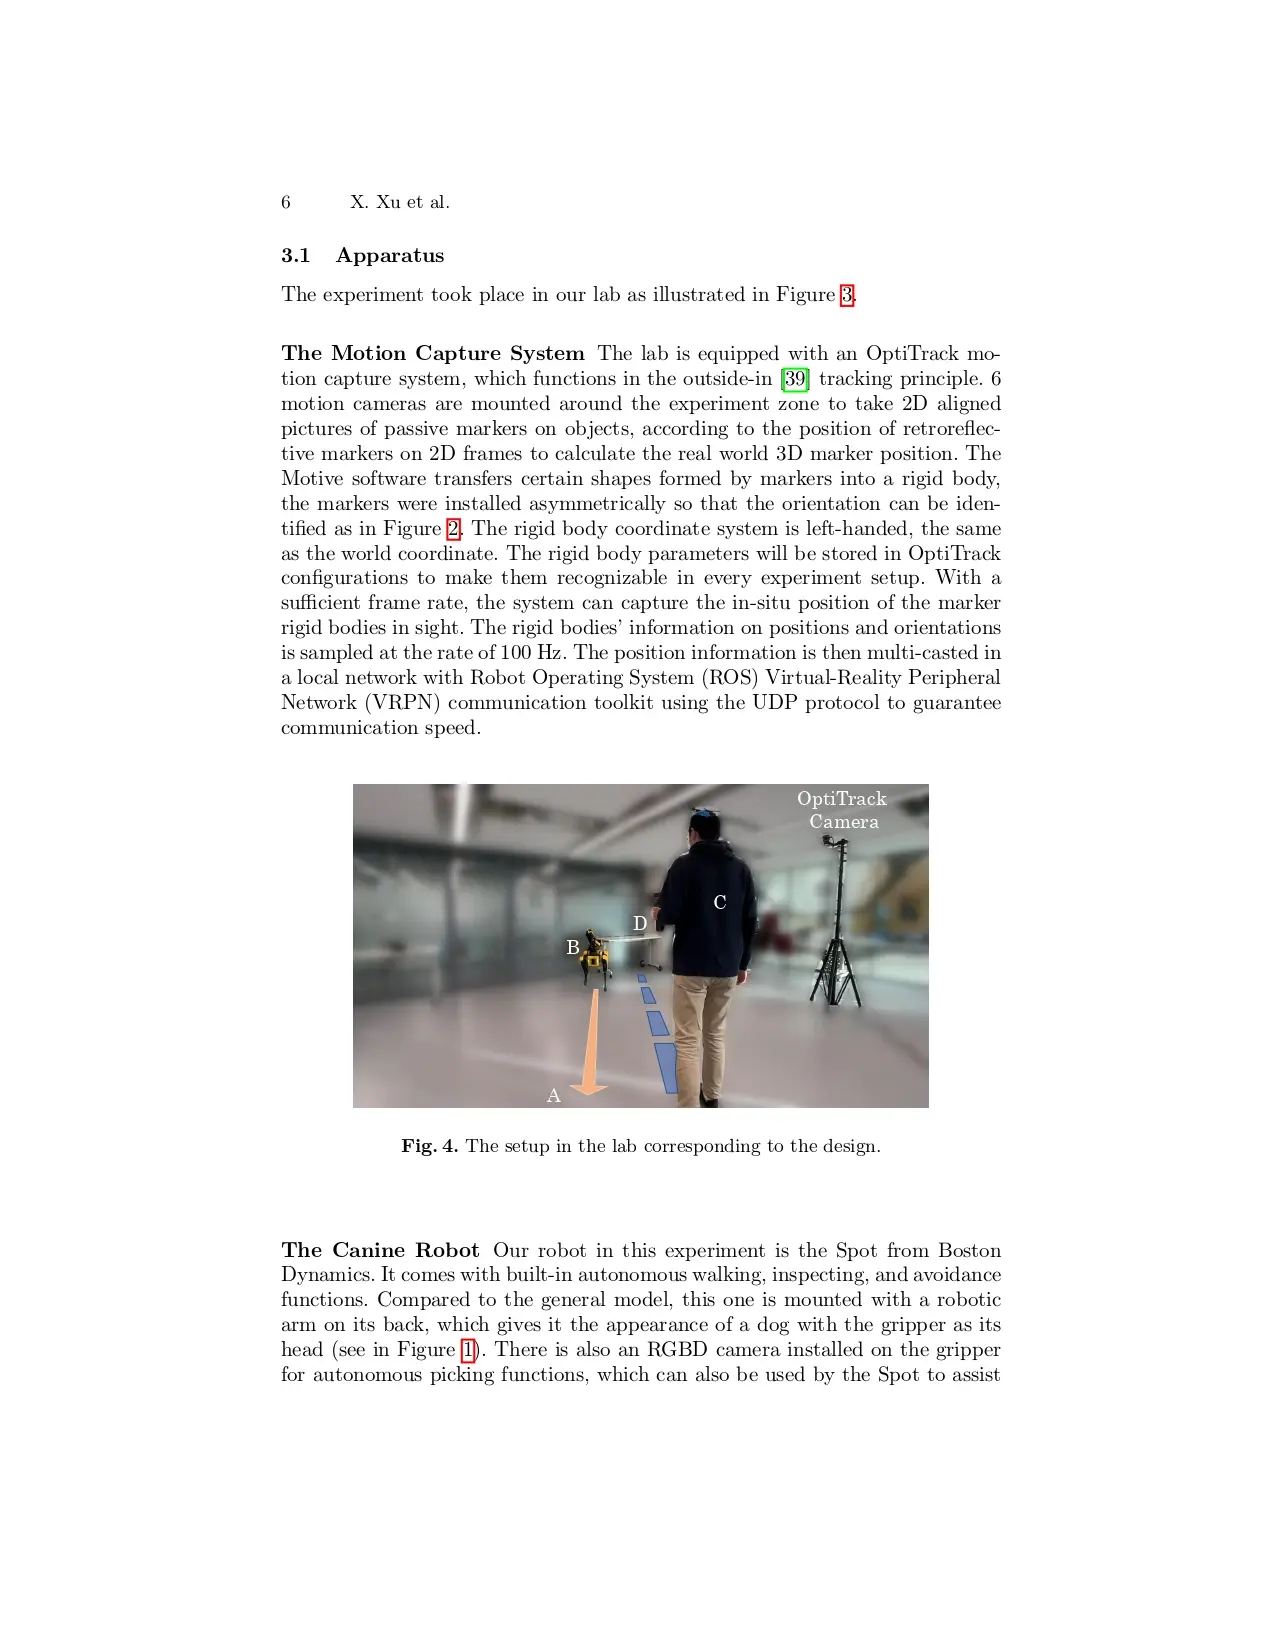 6 X. Xu et al.
3.1 Apparatus
The experiment took place in our lab as illustrated in Figure 3.
The Motion Capture System The lab is equipped with an OptiTrack mo-
tion capture system, which functions in the outside-in [39] tracking principle. 6
motion cameras are mounted around the experiment zone to take 2D aligned
pictures of passive markers on objects, according to the position of retroreflec-
tive markers on 2D frames to calculate the real world 3D marker position. The
Motive software transfers certain shapes formed by markers into a rigid body,
the markers were installed asymmetrically so that the orientation can be iden-
tified as in Figure 2. The rigid body coordinate system is left-handed, the same
as the world coordinate. The rigid body parameters will be stored in OptiTrack
configurations to make them recognizable in every experiment setup. With a
sufficient frame rate, the system can capture the in-situ position of the marker
rigid bodies in sight. The rigid bodies' information on positions and orientations
is sampled at the rate of 100 Hz. The position information is then multi-casted in
a local network with Robot Operating System (ROS) Virtual-Reality Peripheral
Network (VRPN) communication toolkit using the UDP protocol to guarantee
communication speed.
OptiTrack
Camera
C
D
B
A
Fig. 4. The setup in the lab corresponding to the design.
The Canine Robot Our robot in this experiment is the Spot from Boston
Dynamics. It comes with built-in autonomous walking, inspecting, and avoidance
functions. Compared to the general model, this one is mounted with a robotic
arm on its back, which gives it the appearance of a dog with the gripper as its
head (see in Figure 1). There is also an RGBD camera installed on the gripper
for autonomous picking functions, which can also be used by the Spot to assist